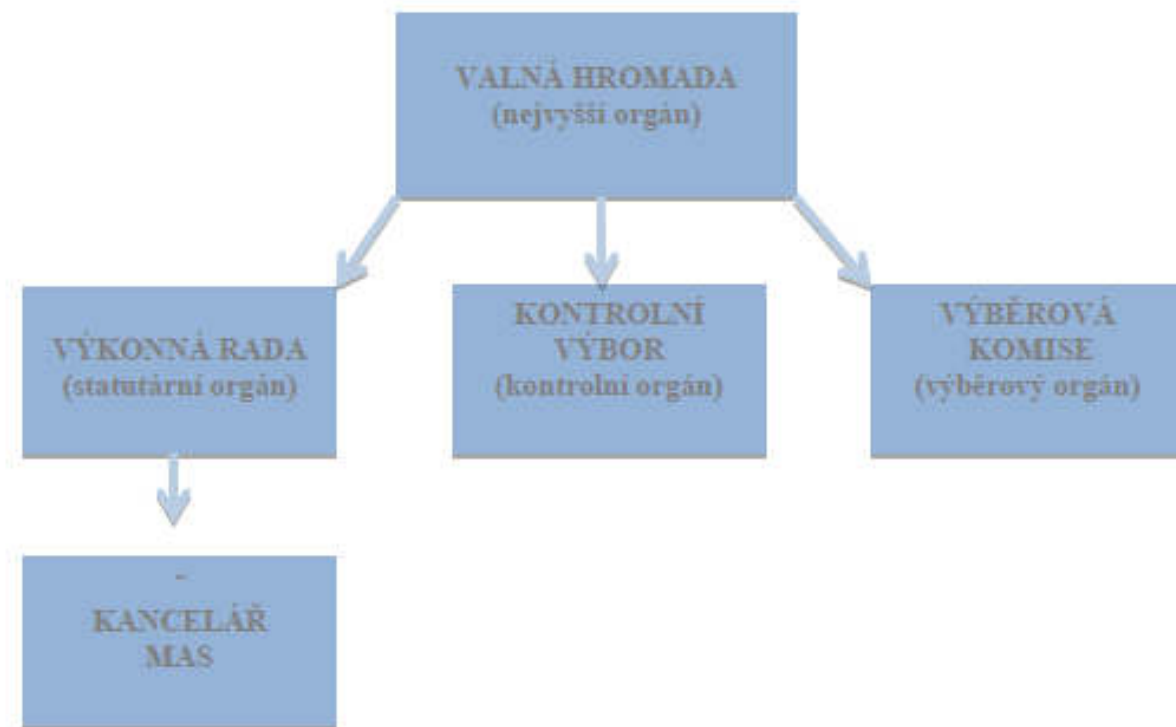 VALNÁ HROMADA
(nejvyšší orgán)
VÝKONNÁ RADA
(statutární orgán)
KONTROLNÍ
VÝBOR
(kontrolní orgán)
VÝBĚROVÁ
KOMISE
(výběrový orgán)
-
KANCELÁŘ
MAS